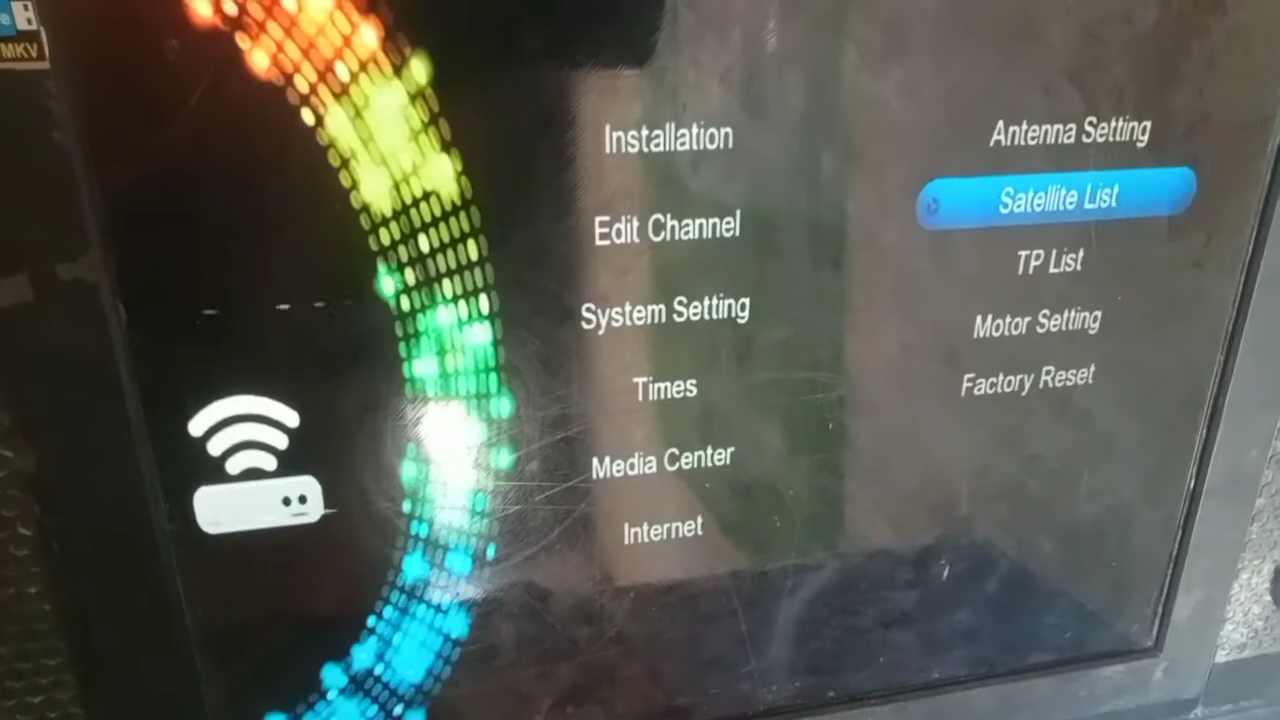 MKV
Installation
Edit Channel
System Setting
Times
Media Center
Internet
Antenna Setting
Satellite List
TP List
Motor Setting
Factory Reset